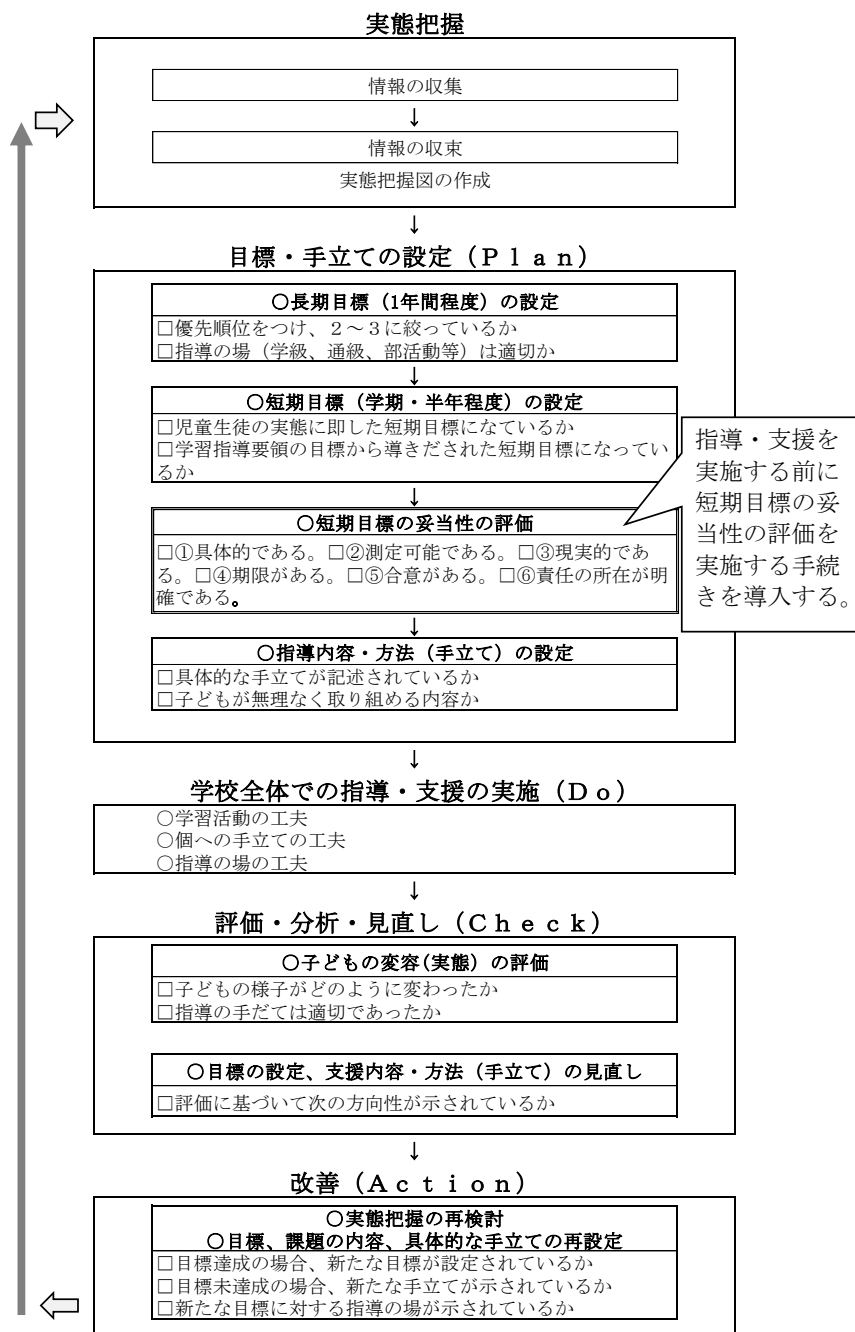 実態把握
情報の収集
↓
情報の収束
実態把握図の作成
↓
目標・手立ての設定（Ｐｌａｎ）
○長期目標（1年間程度）の設定
□優先順位をつけ、２～３に絞っているか
□指導の場（学級、通級、部活動等）は適切か
↓
○短期目標（学期・半年程度）の設定
□児童生徒の実態に即した短期目標になているか
□学習指導要領の目標から導きだされた短期目標になってい
るか
↓
○短期目標の妥当性の評価
□①具体的である。□②測定可能である。□③現実的であ
る。□④期限がある。□⑤合意がある。□⑥責任の所在が明
確である。
指導・支援を
実施する前に
短期目標の妥
当性の評価を
実施する手続
きを導入する。
↓
○指導内容・方法（手立て）の設定
□具体的な手立てが記述されているか
□子どもが無理なく取り組める内容か
↓
学校全体での指導・支援の実施（Ｄｏ）
○学習活動の工夫
○個への手立ての工夫
○指導の場の工夫
↓
評価・分析・見直し（Ｃｈｅｃｋ）
○子どもの変容(実態）の評価
□子どもの様子がどのように変わったか
□指導の手だては適切であったか
○目標の設定、支援内容・方法（手立て）の見直し
□評価に基づいて次の方向性が示されているか
↓
改善（Ａｃｔｉｏｎ）
○実態把握の再検討
○目標、課題の内容、具体的な手立ての再設定
□目標達成の場合、新たな目標が設定されているか
□目標未達成の場合、新たな手立てが示されているか
□新たな目標に対する指導の場が示されているか